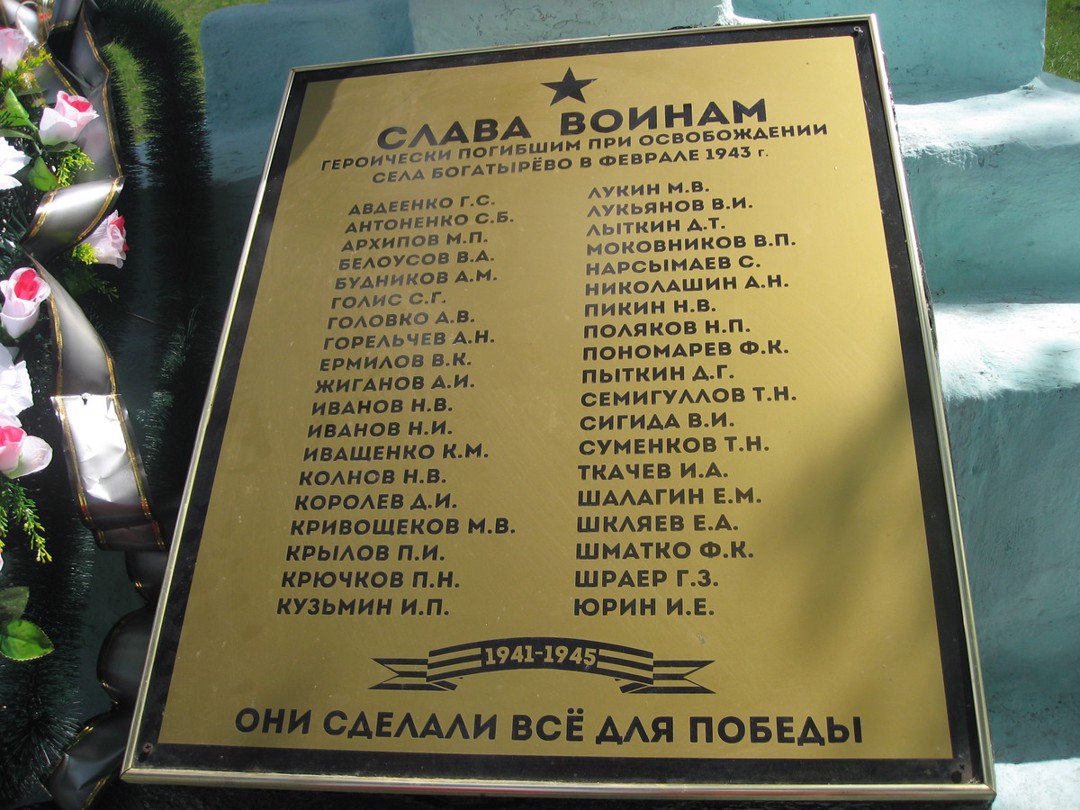 СЛАВА ВОИНАМ
ГЕРОИЧЕСКИ ПОГИБШИМ ПРИ ОСВОБОЖДЕНИИ
СЕЛА БОГАТЫРЁВО В ФЕВРАЛЕ 1943 г.
АВДЕЕНКО Г.С.
АНТОНЕНКО С.Б.
АРХИПОВ М.П.
БЕЛОУСОВ В.Д.
БУДНИКОВ А.М.
ГОЛИС С.Г.
ГОЛОВКО А.В.
ГОРЕЛЬЧЕВ А.Н.
ЕРМИЛОВ В.К.
ЖИГАНОВ Д.И.
ИВАНОВ Н.В.
ИВАНОВ Н.И.
ИВАЩЕНКО К.М.
КОЛНОВ Н.В.
КОРОЛЕВ Д.И.
КРИВОЩЕКОВ М.В.
КРЫЛОВ П.И.
КРЮЧКОВ П.Н.
КУЗЬМИН И.П.
ЛУКИН М.В.
ЛУКЬЯНОВ В.И.
ЛЫТКИН Д.Т.
МОКОВНИКОВ В.П.
НАРСЫМАЕВ С.
НИКОЛАШИН А.Н.
ПИКИН Н.В.
ПОЛЯКОВ Н.П.
ПОНОМАРЕВ Ф.К.
ПЫТКИН Д.Г.
СЕМИГУЛЛОВ Т.Н.
СИГИДА В.И.
СУМЕНКОВ Т.Н.
ТКАЧЕВ И.А.
ШАЛАГИН Е.М.
ШКЛЯЕВ Е.А.
ШМАТКО Ф.К.
ШРАЕР Г.З.
ЮРИН И.Е.
1941-1945
ОНИ СДЕЛАЛИ ВСЁ ДЛЯ ПОБЕДЫ